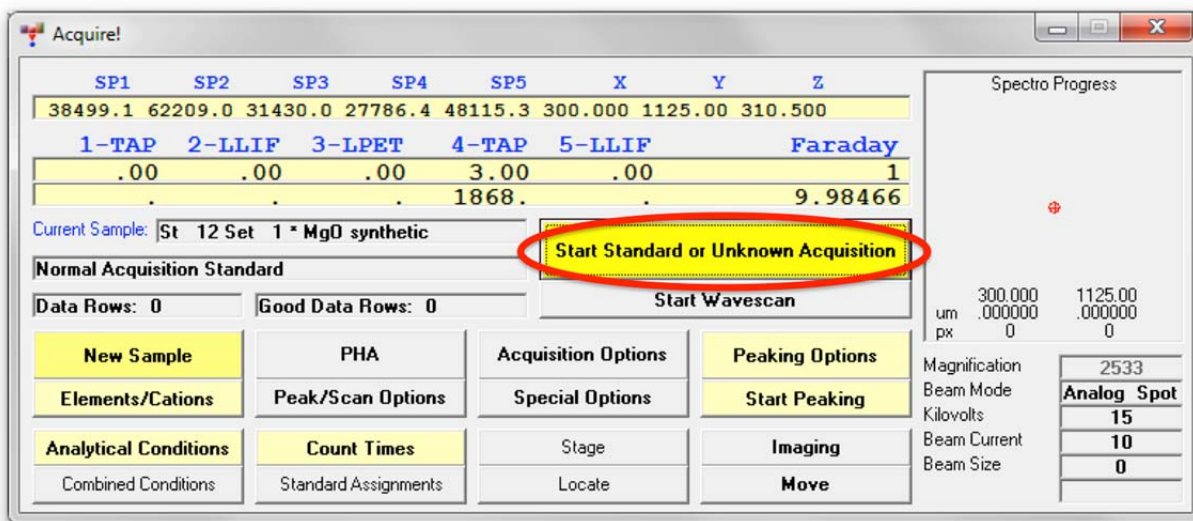 Acquire!
SP1 SP2 SP3 SP4 SP5 X Y Z
38499.1 62209.0 31430.0 27786.4 48115.3 300.000 1125.00 310.500
1-TAP 2-LLIF 3-LPET 4-TAP 5-LLIF Faraday
.00 .00 .00 3.00 .00 1
. . . 1868. . 9.98466
Current Sample: St 12 Set 1 * MgO synthetic
Start Standard or Unknown Acquisition
Normal Acquisition Standard
Data Rows: 0 Good Data Rows: 0
Start Wavescan
New Sample PHA Acquisition Options Peaking Options
Elements/Cations Peak/Scan Options Special Options Start Peaking
Analytical Conditions Count Times Stage Imaging
Combined Conditions Standard Assignments Locate Move
Spectro Progress
300.000 1125.00
um .000000 .000000
px 0 0
Magnification 2533
Beam Mode Analog Spot
Kilovolts 15
Beam Current 10
Beam Size 0